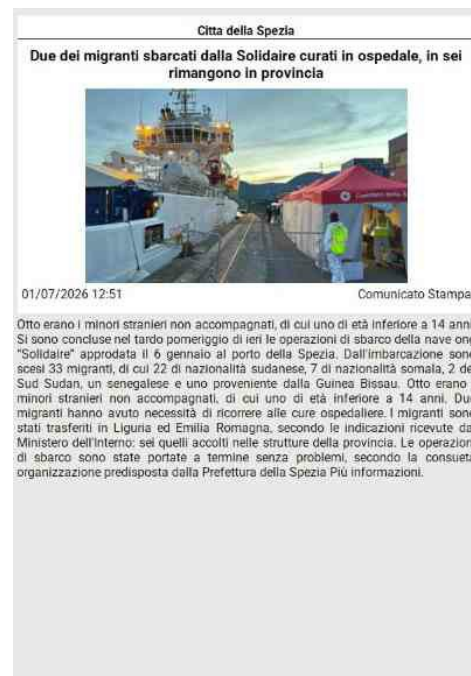 Citta della Spezia
Due dei migranti sbarcati dalla Solidaire curati in ospedale, in sei
rimangono in provincia
01/07/2026 12:51
Comunicato Stampa
Otto erano i minori stranieri non accompagnati, di cui uno di età inferiore a 14 anni
Si sono concluse nel tardo pomeriggio di ieri le operazioni di sbarco della nave ong
"Solidaire" approdata il 6 gennaio al porto della Spezia. Dall'imbarcazione sono
scesi 33 migranti, di cui 22 di nazionalità sudanese, 7 di nazionalità somala, 2 de
Sud Sudan, un senegalese e uno proveniente dalla Guinea Bissau. Otto erano
minori stranieri non accompagnati, di cui uno di età inferiore a 14 anni. Due
migranti hanno avuto necessità di ricorrere alle cure ospedaliere. I migranti sono
stati trasferiti in Liguria ed Emilia Romagna, secondo le indicazioni ricevute da
Ministero dell'Interno: sei quelli accolti nelle strutture della provincia. Le operazion
di sbarco sono state portate a termine senza problemi, secondo la consueta
organizzazione predisposta dalla Prefettura della Spezia Più informazioni.